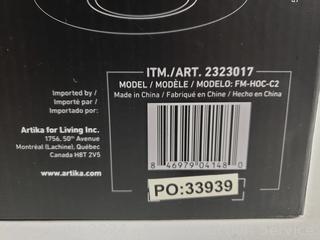 ITM./ART. 2323017
MODEL / MODÈLE / MODELO: FM-HOC-C2
Made in China / Fabriqué en Chine / Hecho en China
Imported by /
Importé par /
Importado por:
Artika for Living Inc.
1756, 50th Avenue
Montréal (Lachine), Québec
Canada H8T 2V5
www.artika.com
8 46979 04148 0
PO:33939